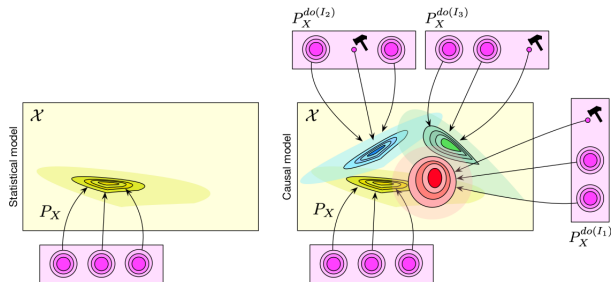 Statistical model
𝒳
P_X
Causal model
P_X^{do(I_2)}
P_X^{do(I_3)}
𝒳
P_X
P_X^{do(I_1)}